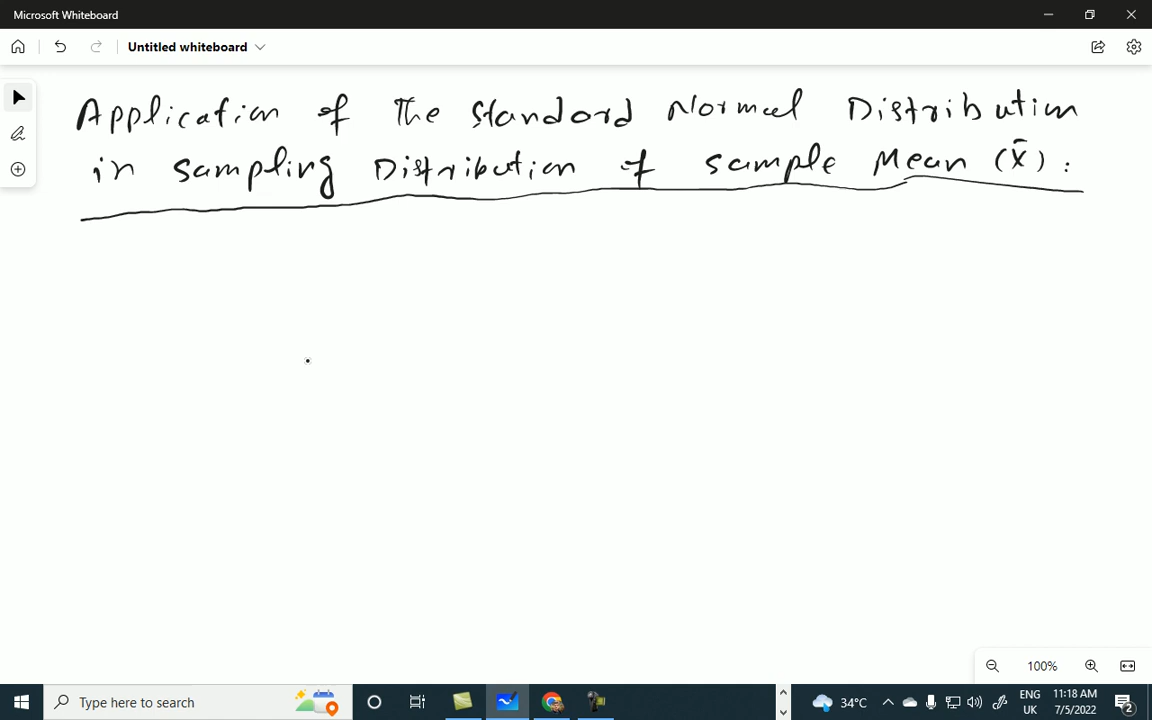 Microsoft Whiteboard
Untitled whiteboard
Application of The Standard Normal Distribution
in Sampling Distribution of Sample Mean (x̄) :
100%
Type here to search
34°C
ENG
UK
11:18 AM
7/5/2022
2